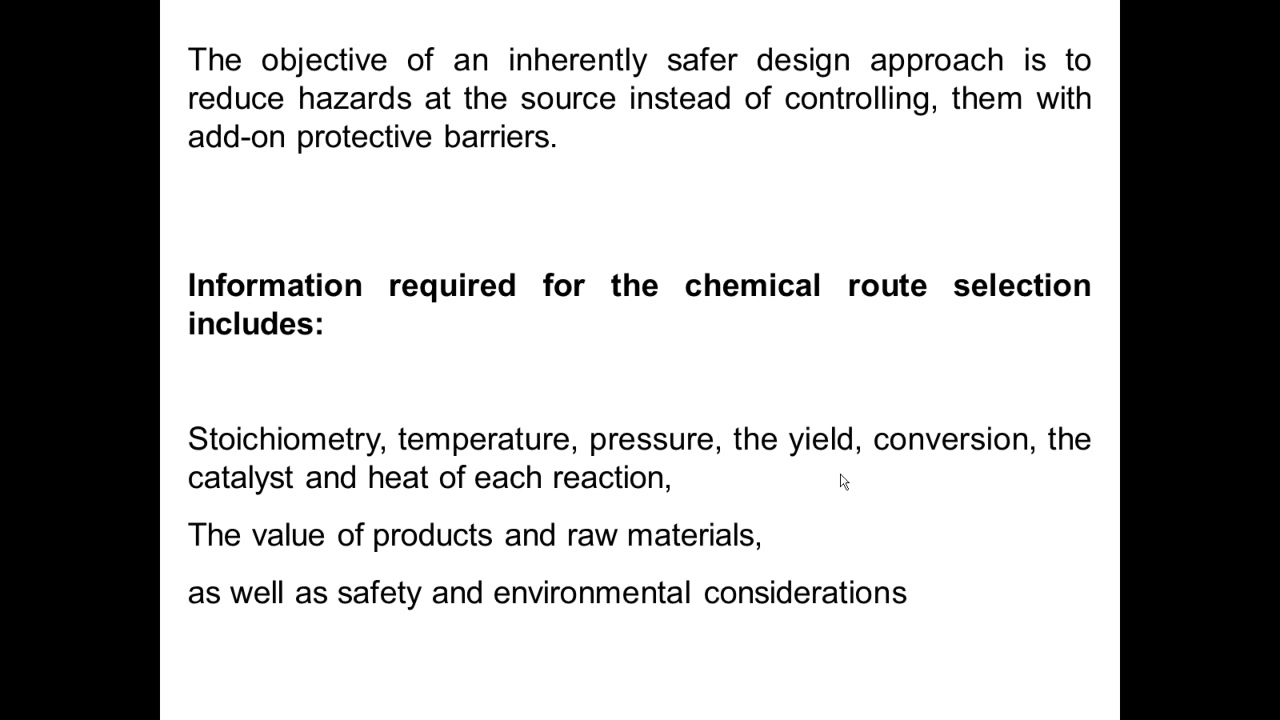 The objective of an inherently safer design approach is to
reduce hazards at the source instead of controlling, them with
add-on protective barriers.
Information required for the chemical route selection
includes:
Stoichiometry, temperature, pressure, the yield, conversion, the
catalyst and heat of each reaction,
The value of products and raw materials,
as well as safety and environmental considerations